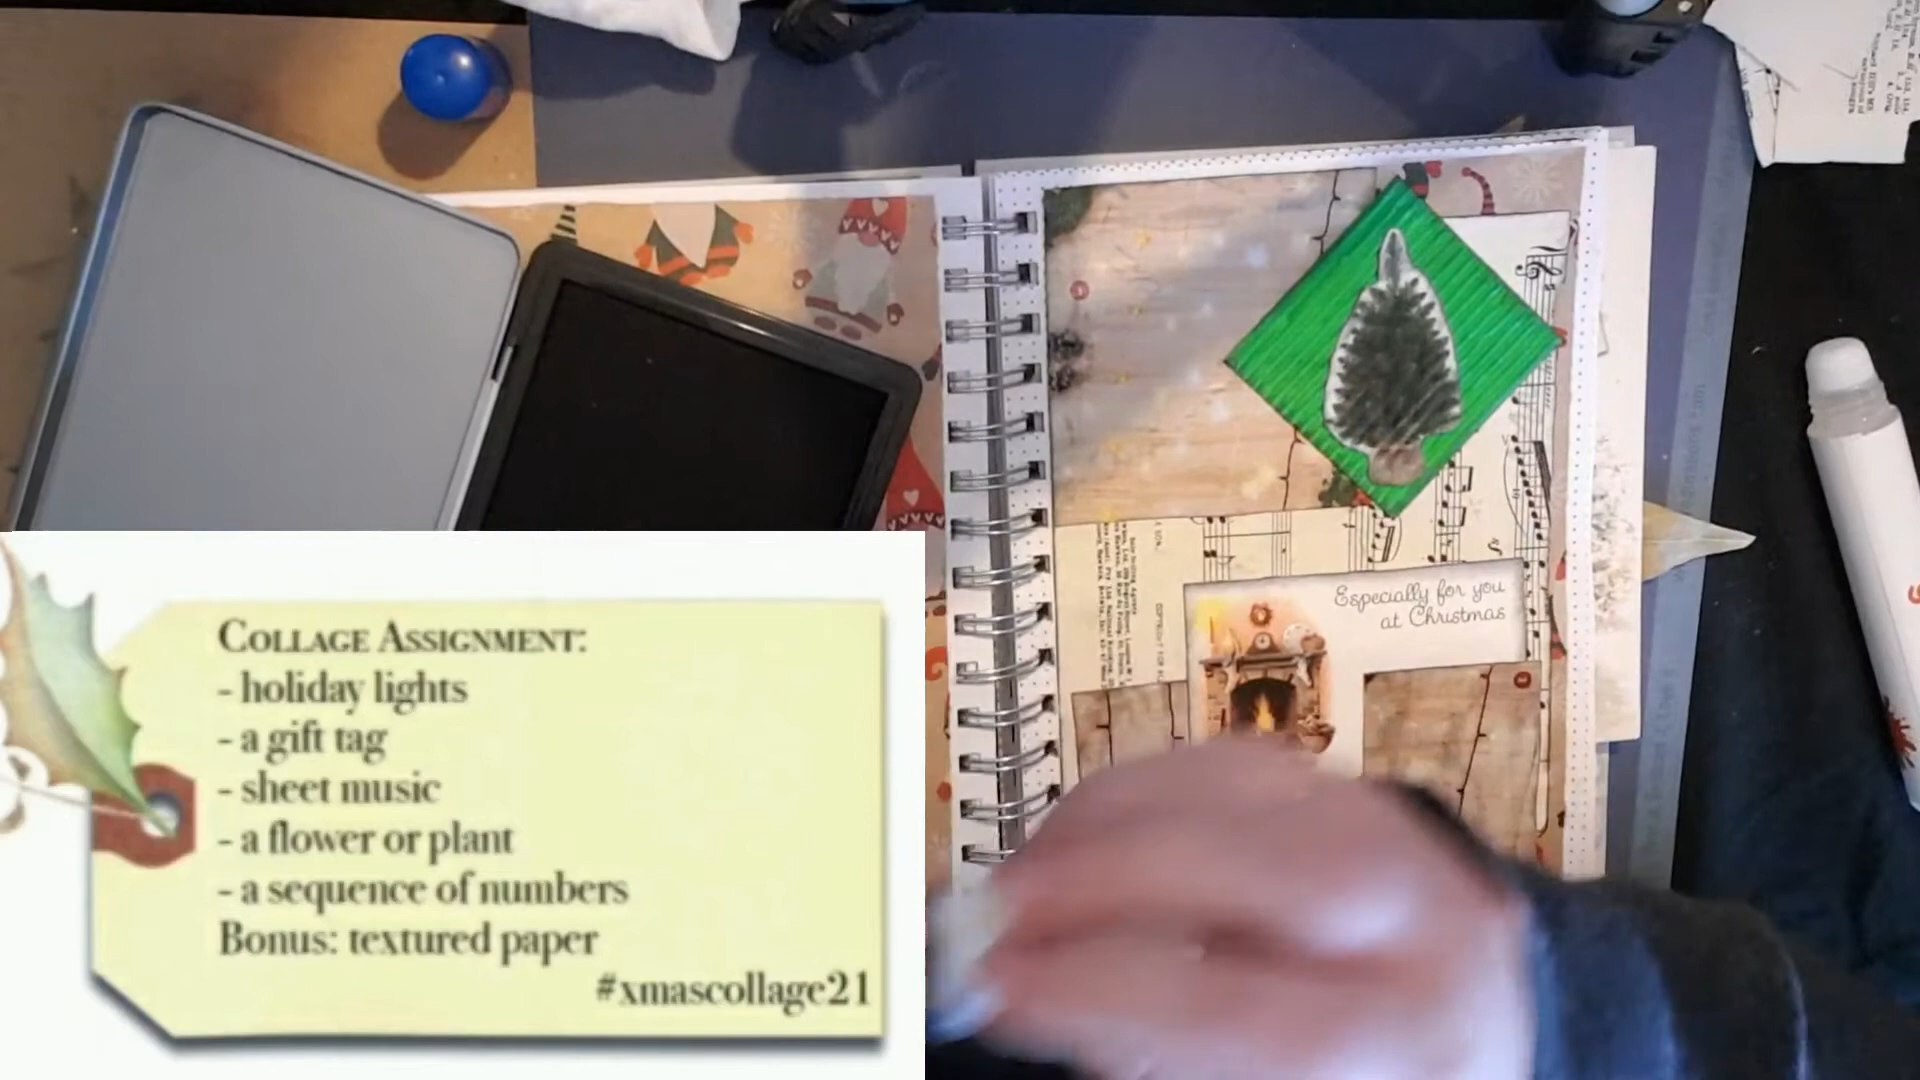 Especially for you
at Christmas
COLLAGE ASSIGNMENT:
- holiday lights
- a gift tag
- sheet music
- a flower or plant
- a sequence of numbers
Bonus: textured paper
#xmascollage21